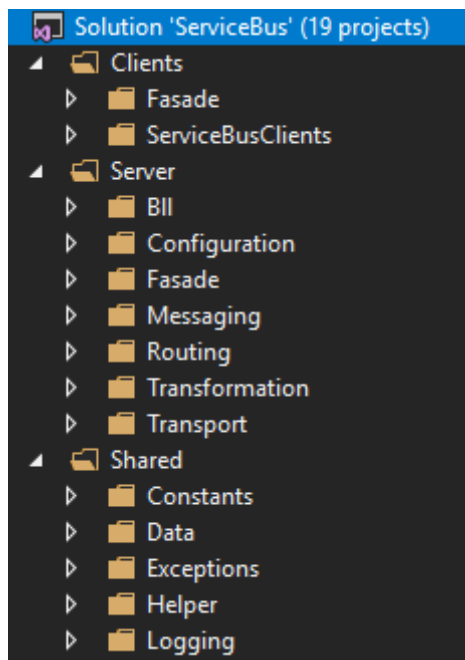 Solution 'ServiceBus' (19 projects)
Clients
Fasade
ServiceBusClients
Server
Bll
Configuration
Fasade
Messaging
Routing
Transformation
Transport
Shared
Constants
Data
Exceptions
Helper
Logging